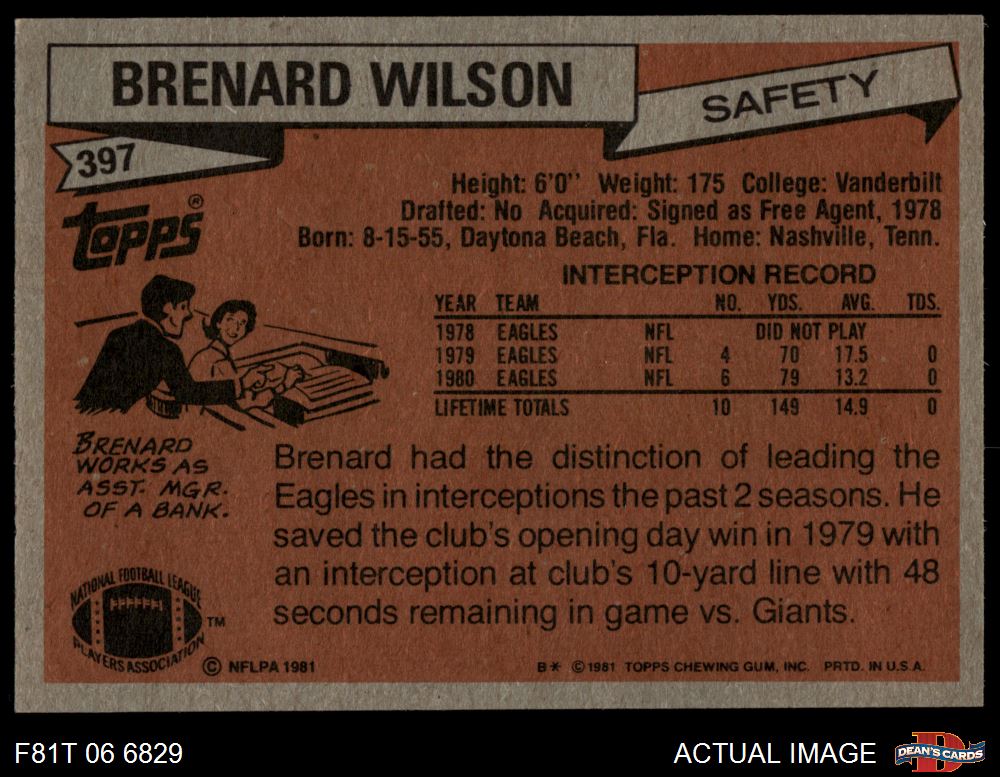 BRENARD WILSON
SAFETY
397
TOPPS®
Height: 6'0" Weight: 175 College: Vanderbilt
Drafted: No Acquired: Signed as Free Agent, 1978
Born: 8-15-55, Daytona Beach, Fla. Home: Nashville, Tenn.
INTERCEPTION RECORD
YEAR TEAM NO. YDS. AVG. TDS.
1978 EAGLES NFL DID NOT PLAY
1979 EAGLES NFL 4 70 17.5 0
1980 EAGLES NFL 6 79 13.2 0
LIFETIME TOTALS 10 149 14.9 0
BRENARD
WORKS AS
ASST. MGR.
OF A BANK.
Brenard had the distinction of leading the
Eagles in interceptions the past 2 seasons. He
saved the club's opening day win in 1979 with
an interception at club's 10-yard line with 48
seconds remaining in game vs. Giants.
NATIONAL FOOTBALL LEAGUE
PLAYERS ASSOCIATION
TM
© NFLPA 1981
B* © 1981 TOPPS CHEWING GUM, INC. PRTD. IN U.S.A.
F81T 06 6829
ACTUAL IMAGE
D
DEAN'S CARDS